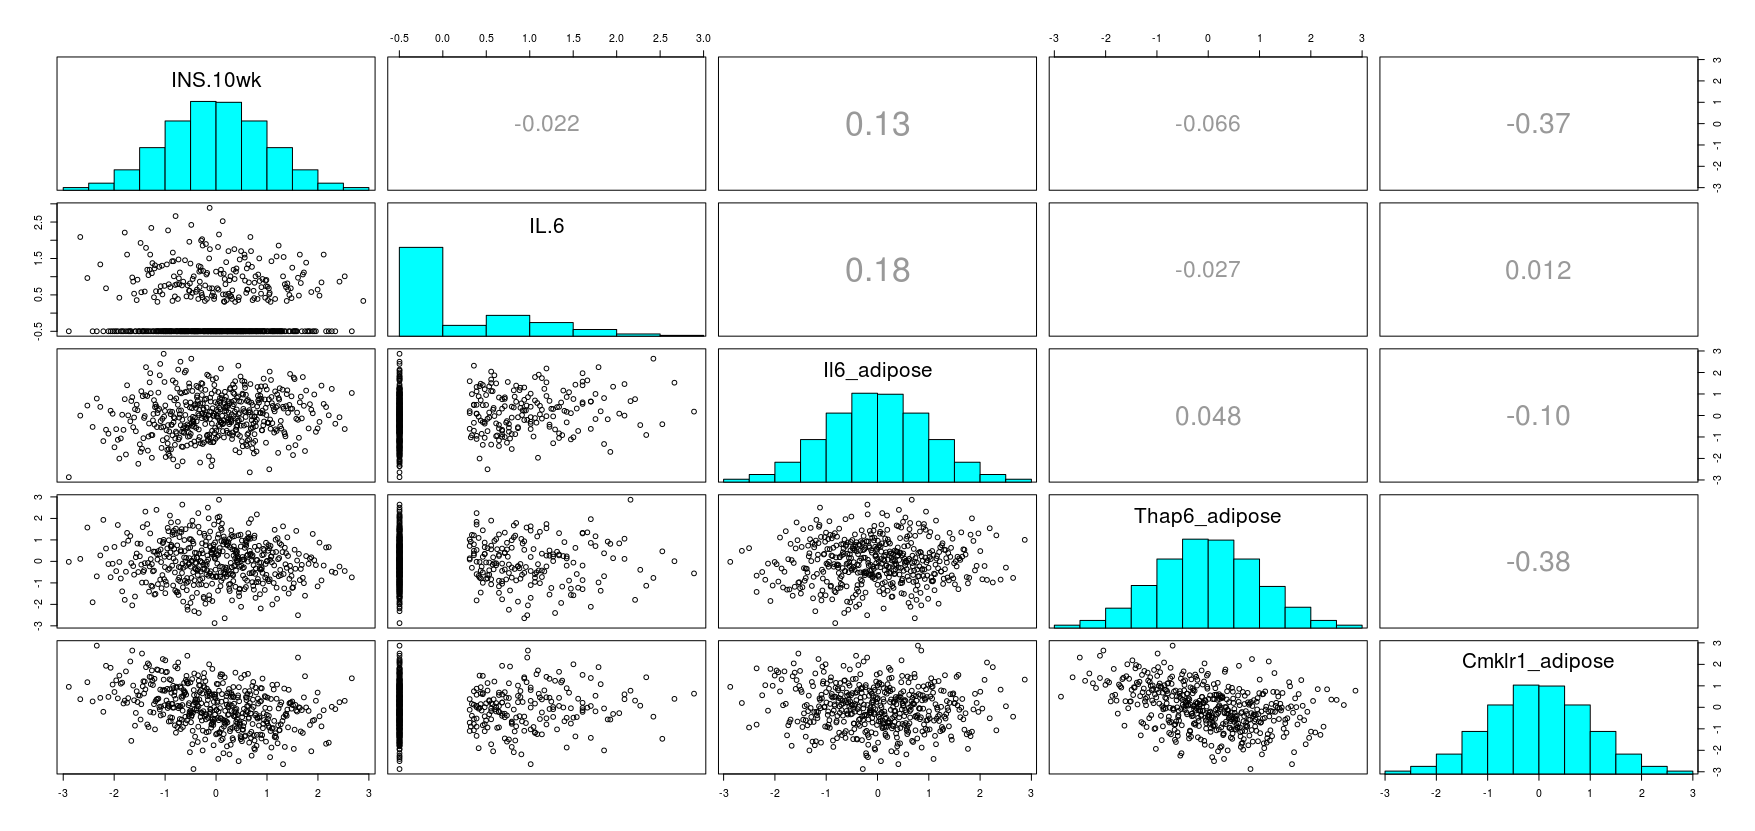 -0.5 0.0 0.5 1.0 1.5 2.0 2.5 3.0
-3 -2 -1 0 1 2 3
INS.10wk
-0.022
0.13
-0.066
-0.37
3 2 1 0 -1 -2 -3
2.5 1.5 0.5 -0.5
IL.6
0.18
-0.027
0.012
Il6_adipose
0.048
-0.10
3 2 1 0 -1 -2 -3
3 2 1 0 -1 -2 -3
Thap6_adipose
-0.38
Cmklr1_adipose
3 2 1 0 -1 -2 -3
-3 -2 -1 0 1 2 3
-3 -2 -1 0 1 2 3
-3 -2 -1 0 1 2 3